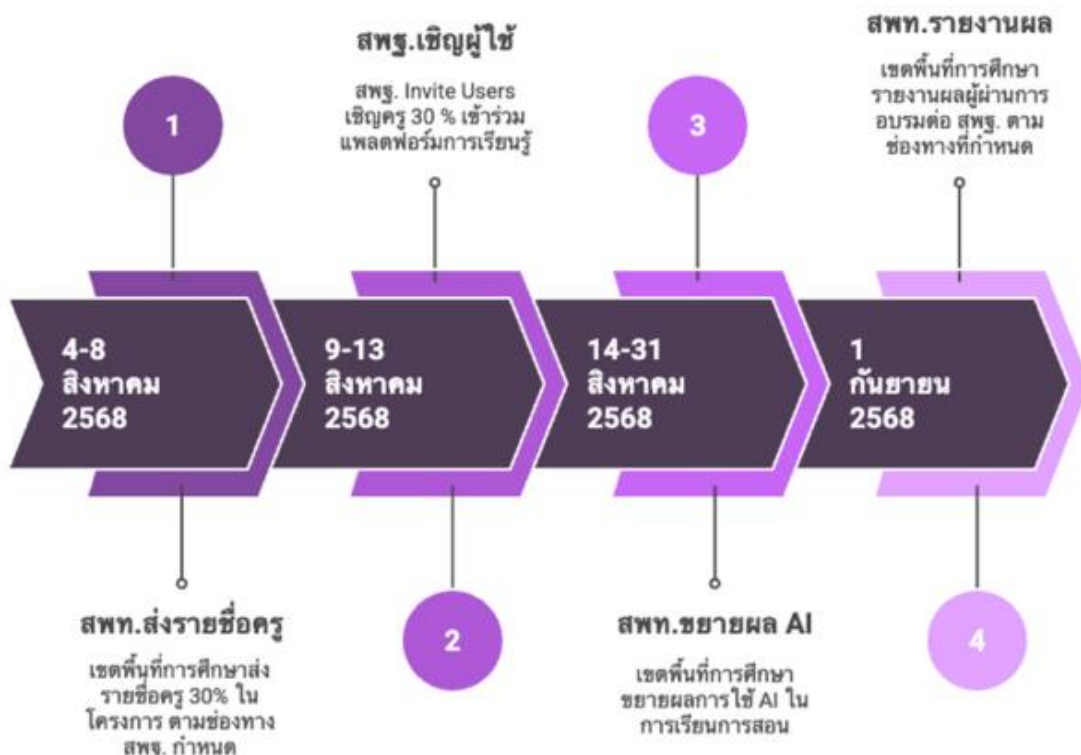 1
4-8
สิงหาคม
2568
สพท.ส่งรายชื่อครู
เขตพื้นที่การศึกษาส่ง
รายชื่อครู 30% ใน
โครงการ ตามช่องทาง
สพฐ. กำหนด
สพฐ.เชิญผู้ใช้
สพฐ. Invite Users
เชิญครู 30 % เข้าร่วม
แพลตฟอร์มการเรียนรู้
9-13
สิงหาคม
2568
2
3
14-31
สิงหาคม
2568
สพท.ขยายผล AI
เขตพื้นที่การศึกษา
ขยายผลการใช้ AI ใน
การเรียนการสอน
สพท.รายงานผล
เขตพื้นที่การศึกษา
รายงานผลผู้ผ่านการ
อบรมต่อ สพฐ. ตาม
ช่องทางที่กำหนด
1
กันยายน
2568
4